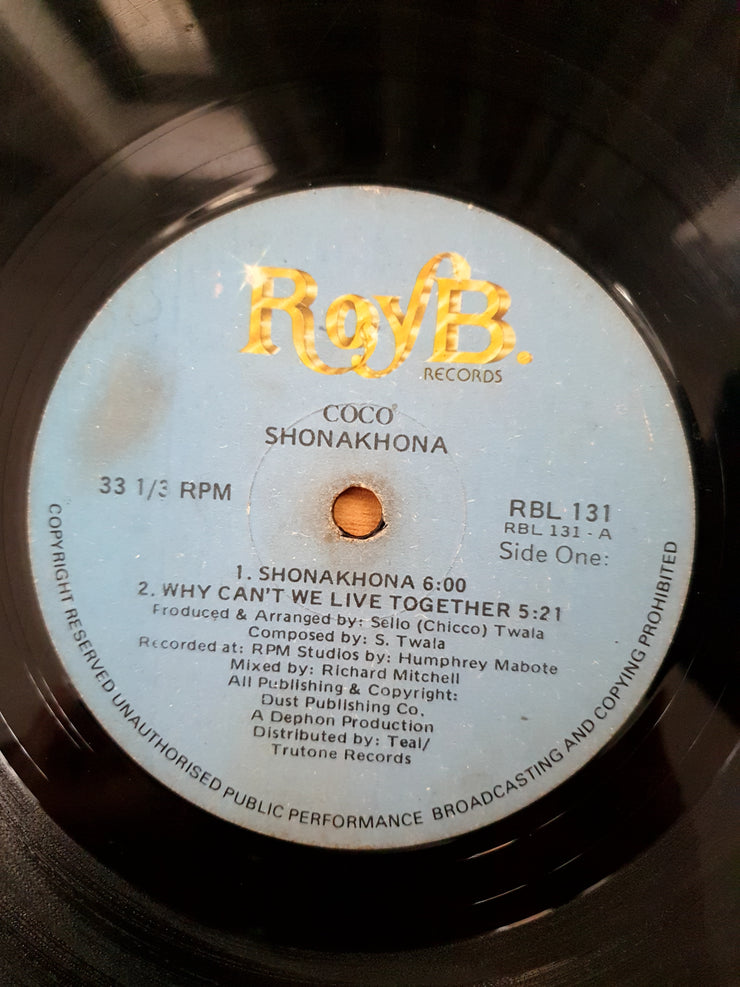 RoyB.
RECORDS
COCO
SHONAKHONA
33 1/3 RPM
RBL 131
RBL 131 - A
Side One:
1. SHONAKHONA 6:00
2. WHY CAN'T WE LIVE TOGETHER 5:21
Produced & Arranged by: Sello (Chicco) Twala
Composed by: S. Twala
Recorded at: RPM Studios by: Humphrey Mabote
Mixed by: Richard Mitchell
All Publishing & Copyright:
Dust Publishing Co.
A Dephon Production
Distributed by: Teal/
Trutone Records
COPYRIGHT RESERVED UNAUTHORISED PUBLIC PERFORMANCE BROADCASTING AND COPYING PROHIBITED